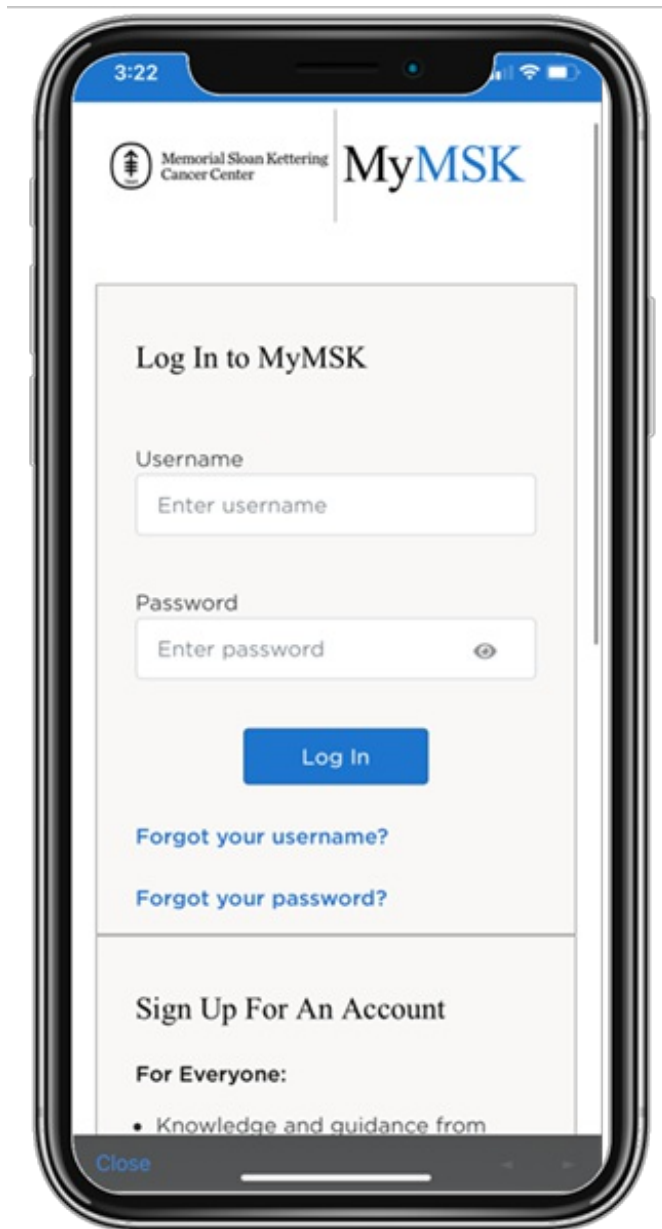 3:22
Memorial Sloan Kettering
Cancer Center
MyMSK
Log In to MyMSK
Username
Enter username
Password
Enter password
Log In
Forgot your username?
Forgot your password?
Sign Up For An Account
For Everyone:
• Knowledge and guidance from
Close